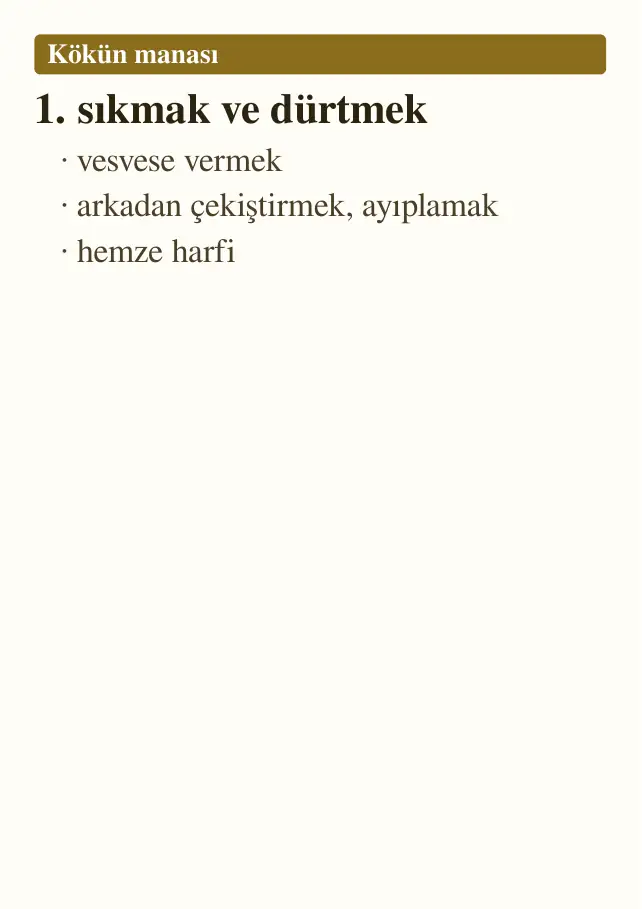 Kökün manası
1. sıkmak ve dürtmek
· vesvese vermek
· arkadan çekiştirmek, ayıplamak
· hemze harfi